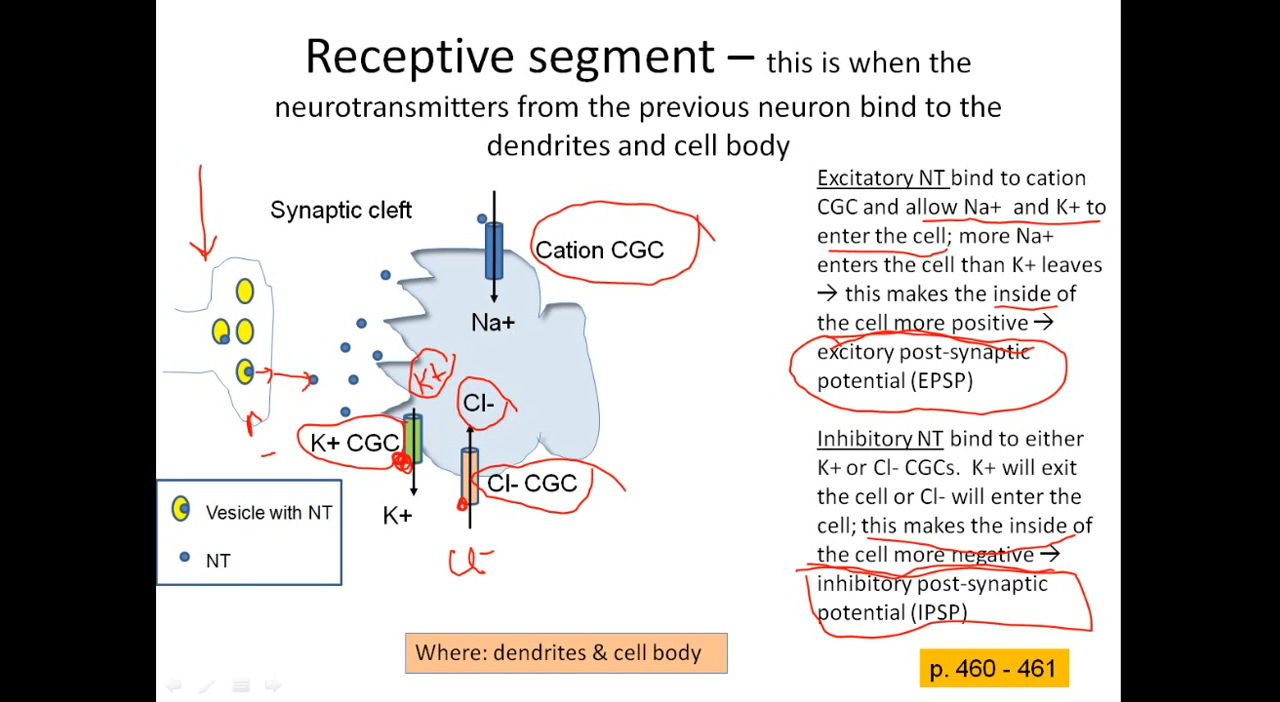 Receptive segment – this is when the
neurotransmitters from the previous neuron bind to the
dendrites and cell body
Synaptic cleft
Cation CGC
Na+
K+
Cl-
K+ CGC
Cl- CGC
K+
Cl-
Vesicle with NT
NT
Excitatory NT bind to cation
CGC and allow Na+ and K+ to
enter the cell; more Na+
enters the cell than K+ leaves
→ this makes the inside of
the cell more positive →
excitory post-synaptic
potential (EPSP)
Inhibitory NT bind to either
K+ or Cl- CGCs. K+ will exit
the cell or Cl- will enter the
cell; this makes the inside of
the cell more negative →
inhibitory post-synaptic
potential (IPSP)
Where: dendrites & cell body
p. 460 - 461